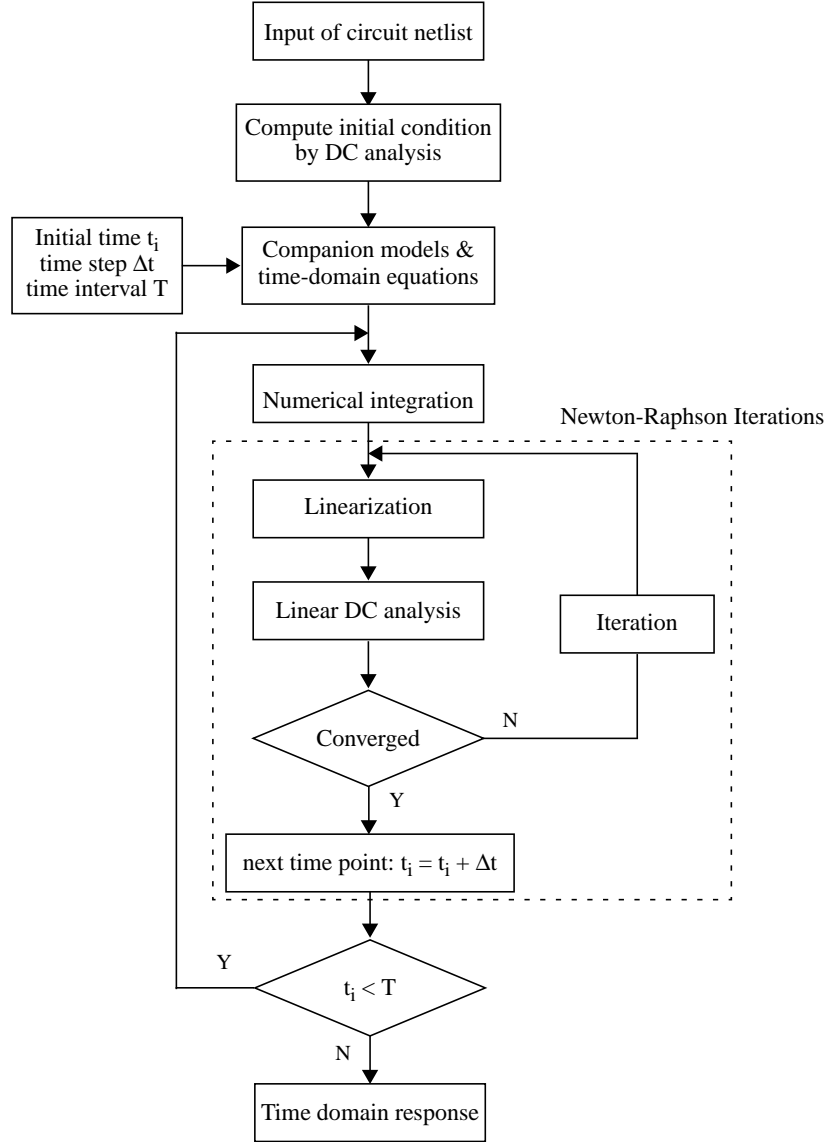 Input of circuit netlist
Compute initial condition
by DC analysis
Initial time tᵢ
time step Δt
time interval T
Companion models &
time-domain equations
Numerical integration
Newton-Raphson Iterations
Linearization
Linear DC analysis
Iteration
Converged
N
Y
next time point: tᵢ = tᵢ + Δt
Y
tᵢ < T
N
Time domain response